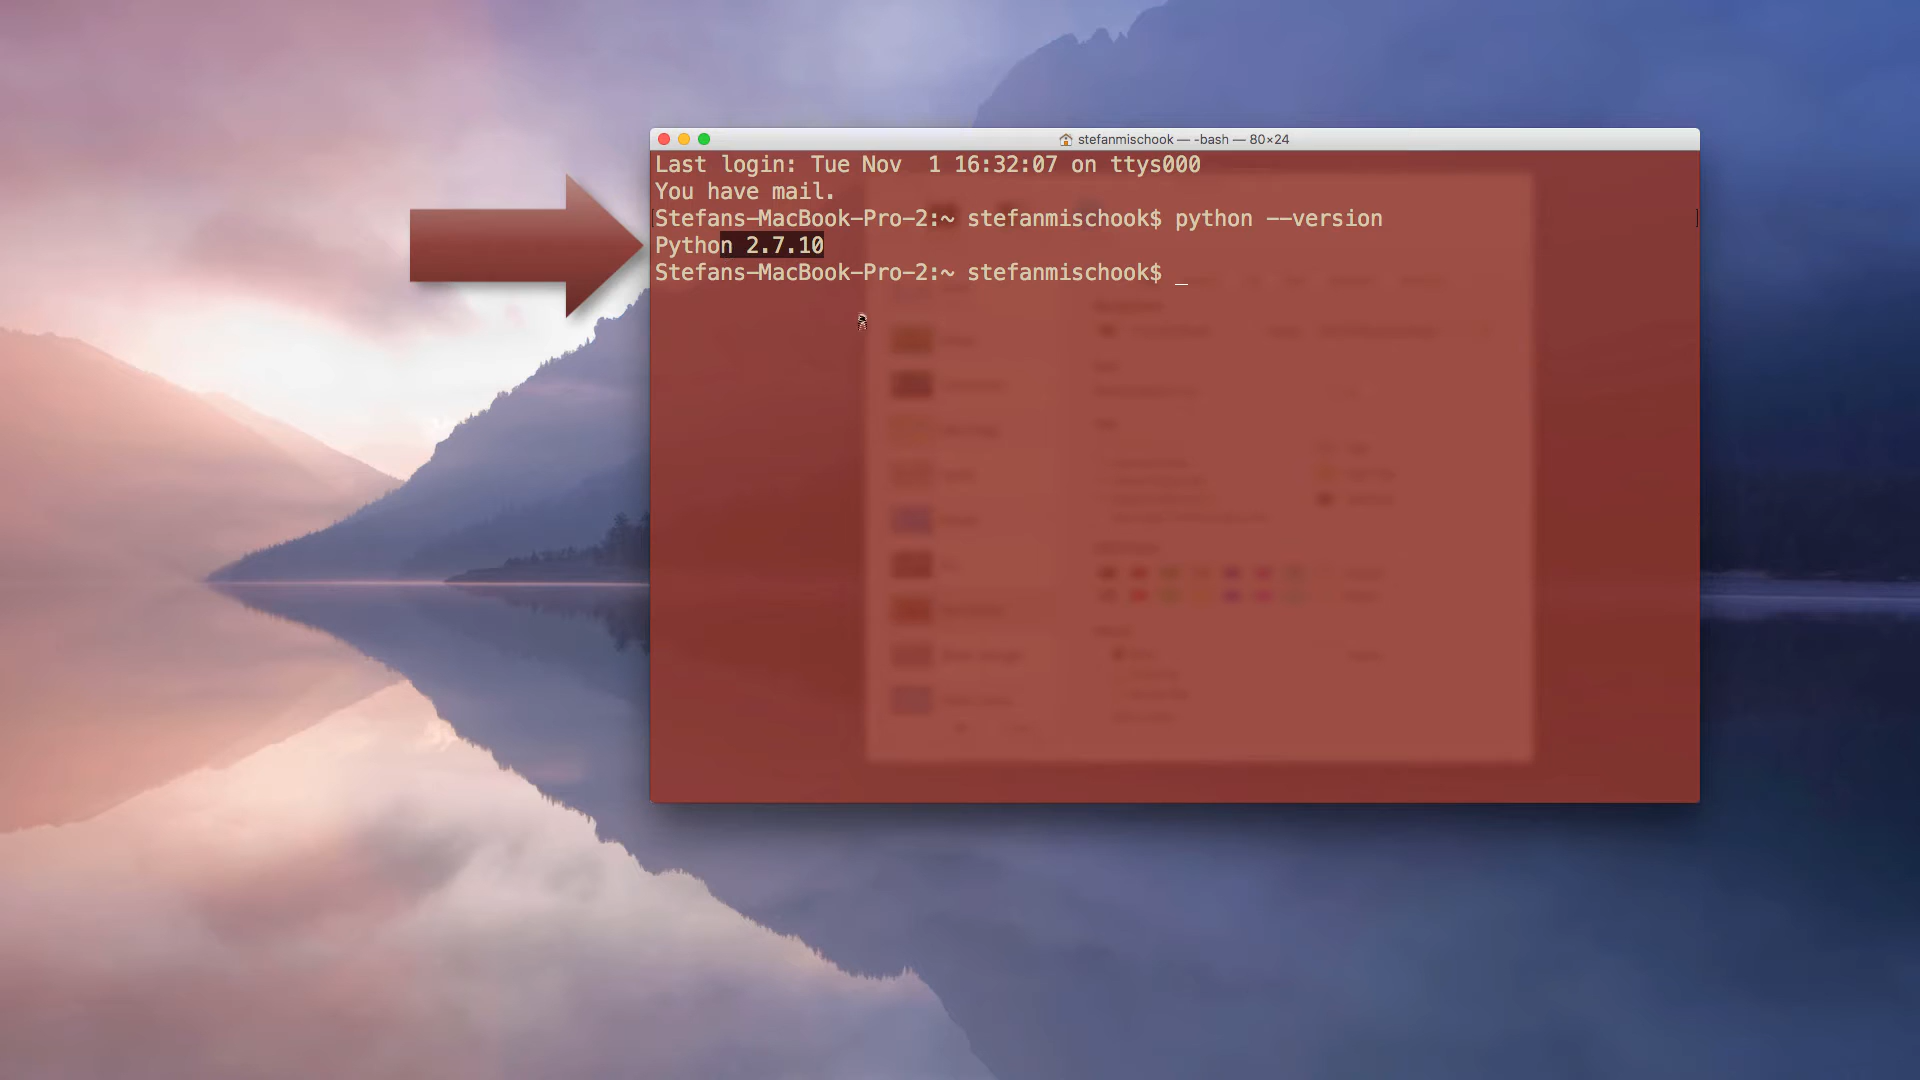 stefanmischook — -bash — 80×24
Last login: Tue Nov  1 16:32:07 on ttys000
You have mail.
Stefans-MacBook-Pro-2:~ stefanmischook$ python --version
Python 2.7.10
Stefans-MacBook-Pro-2:~ stefanmischook$ _